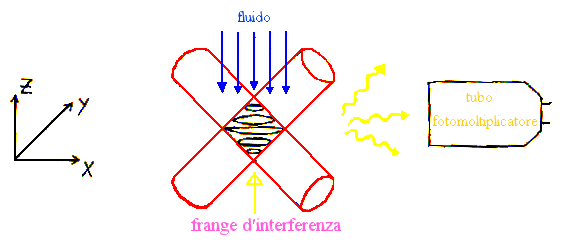 fluido
Z
Y
X
tubo
fotomoltiplicatore
frange d'interferenza